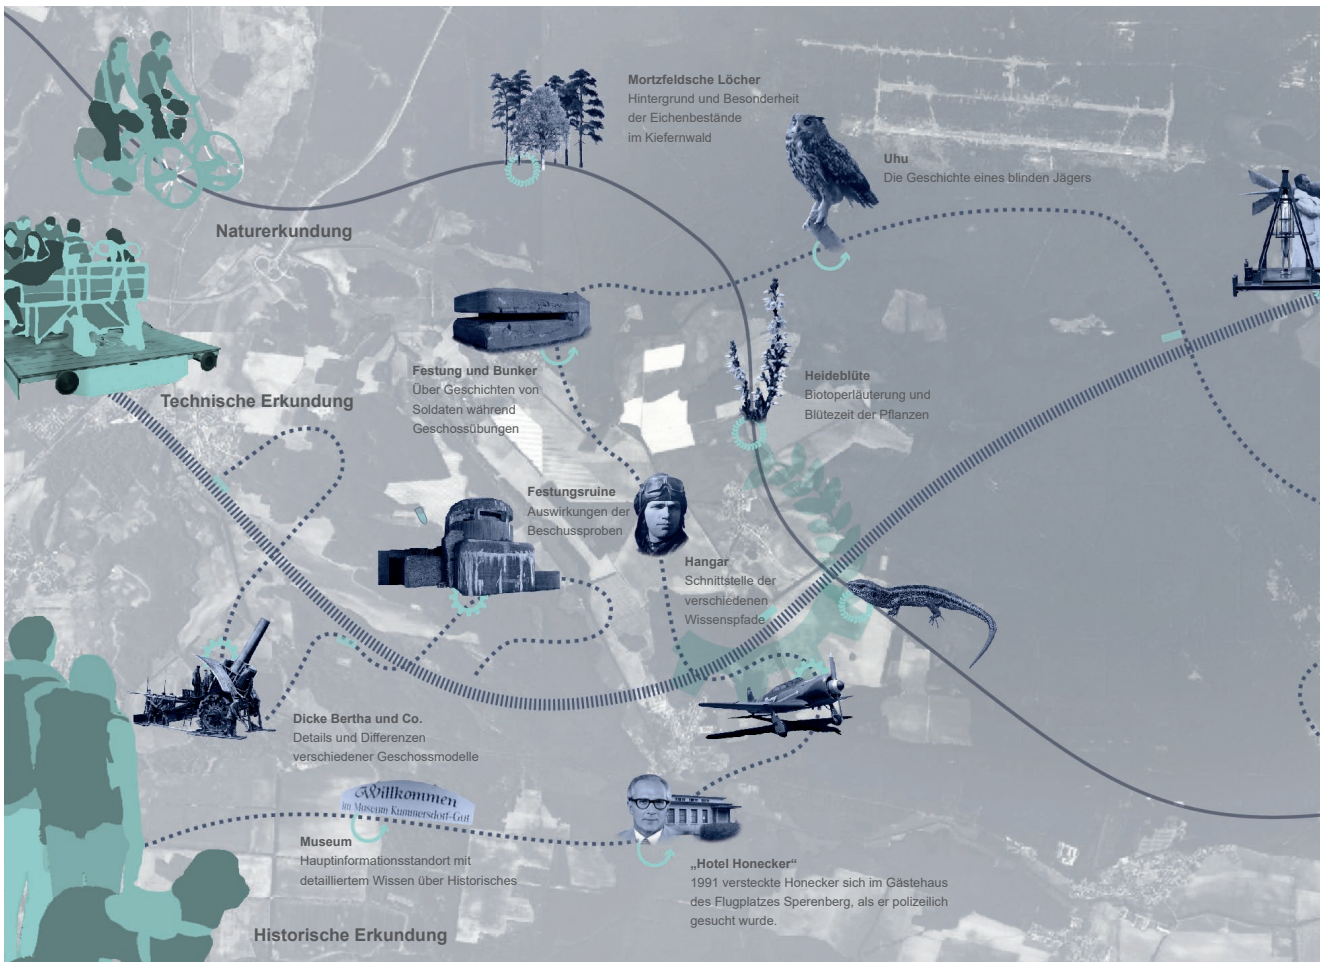 Mortzfeldsche Löcher
Hintergrund und Besonderheit
der Eichenbestände
im Kiefernwald
Uhu
Die Geschichte eines blinden Jägers
Naturerkundung
Festung und Bunker
Über Geschichten von
Soldaten während
Geschossübungen
Heideblüte
Biotoperläuterung und
Blütezeit der Pflanzen
Technische Erkundung
Festungsruine
Auswirkungen der
Beschussproben
Hangar
Schnittstelle der
verschiedenen
Wissenspfade
Dicke Bertha und Co.
Details und Differenzen
verschiedener Geschossmodelle
Willkommen
im Museum Kummersdorf-Gut
Museum
Hauptinformationsstandort mit
detailliertem Wissen über Historisches
„Hotel Honecker“
1991 versteckte Honecker sich im Gästehaus
des Flugplatzes Sperenberg, als er polizeilich
gesucht wurde.
Historische Erkundung